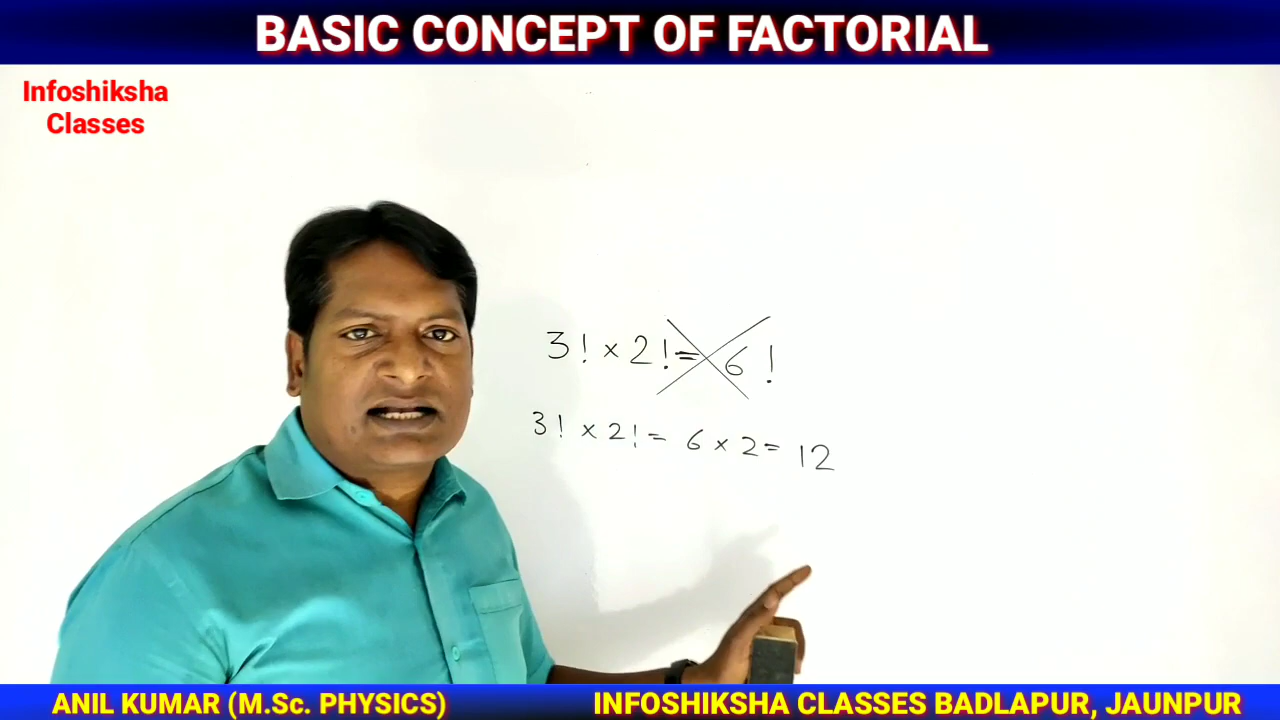 BASIC CONCEPT OF FACTORIAL
Infoshiksha
Classes
3! × 2! = 6!
3! × 2! = 6 × 2 = 12
ANIL KUMAR (M.Sc. PHYSICS)
INFOSHIKSHA CLASSES BADLAPUR, JAUNPUR